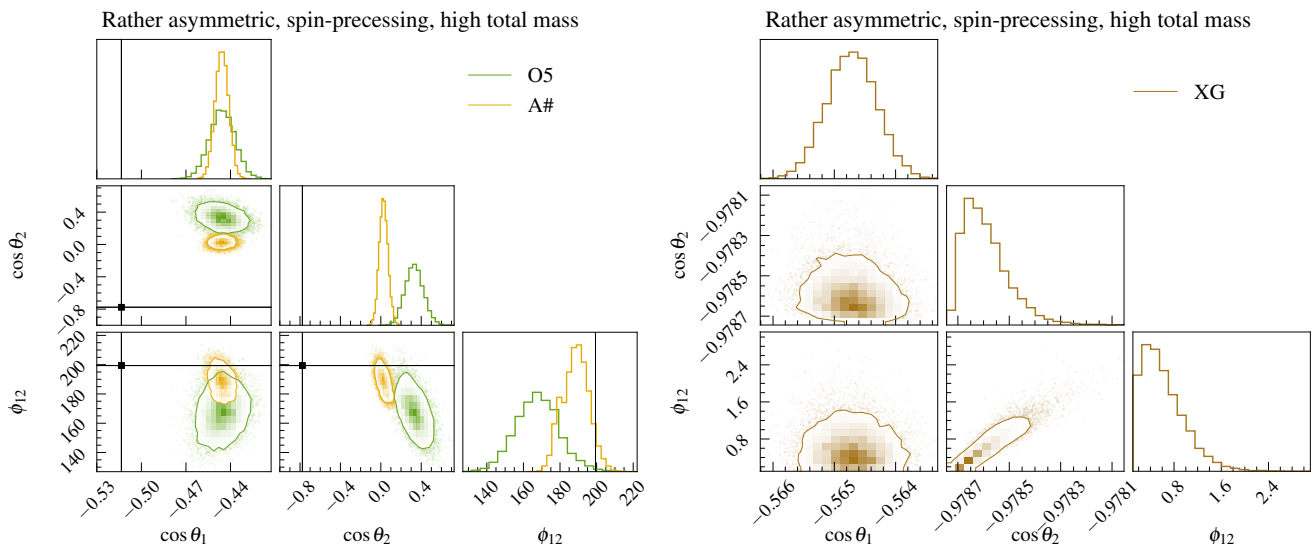 Rather asymmetric, spin-precessing, high total mass
O5
A#
cos θ₂
0.4
0.0
−0.4
−0.8
ϕ₁₂
220
200
180
160
140
−0.53
−0.50
−0.47
−0.44
cos θ₁
−0.8
−0.4
0.0
0.4
cos θ₂
140
160
180
200
220
ϕ₁₂
Rather asymmetric, spin-precessing, high total mass
XG
cos θ₂
−0.9781
−0.9783
−0.9785
−0.9787
ϕ₁₂
2.4
1.6
0.8
−0.566
−0.565
−0.564
cos θ₁
−0.9787
−0.9785
−0.9783
−0.9781
cos θ₂
0.8
1.6
2.4
ϕ₁₂